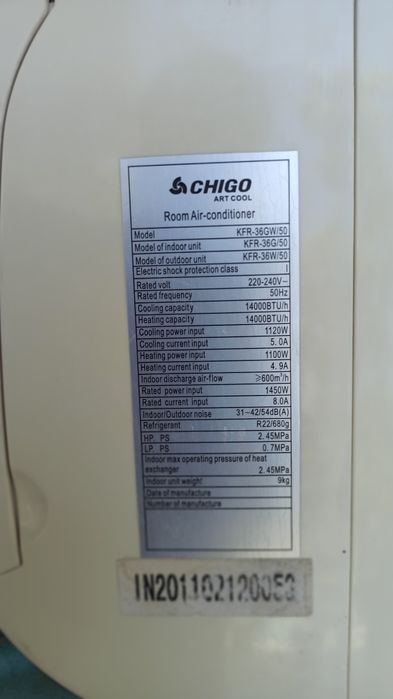 CHIGO
ART COOL
Room Air-conditioner
Model KFR-36GW/50
Model of indoor unit KFR-36G/50
Model of outdoor unit KFR-36W/50
Electric shock protection class I
Rated volt 220-240V~
Rated frequency 50Hz
Cooling capacity 14000BTU/h
Heating capacity 14000BTU/h
Cooling power input 1120W
Cooling current input 5.0A
Heating power input 1100W
Heating current input 4.9A
Indoor discharge air-flow ≥600m³/h
Rated power input 1450W
Rated current input 8.0A
Indoor/Outdoor noise 31~42/54dB(A)
Refrigerant R22/680g
HP PS 2.45MPa
LP PS 0.7MPa
Indoor max operating pressure of heat
exchanger 2.45MPa
Indoor unit weight 9kg
Date of manufacture
Number of manufacture
IN201102120053